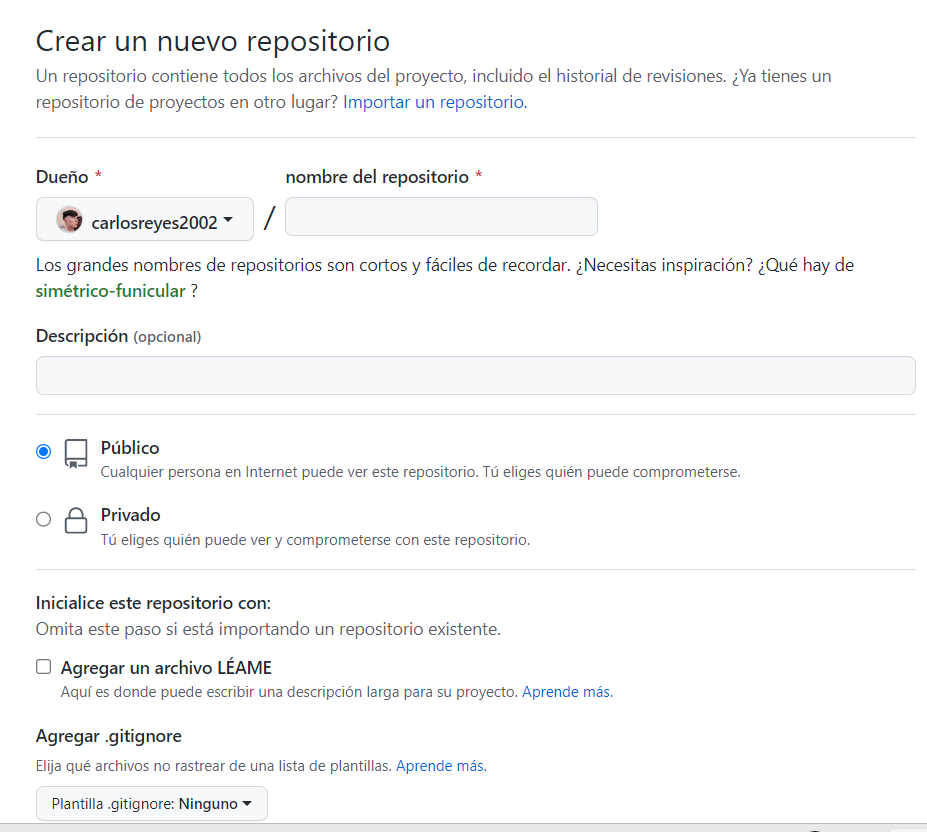 Crear un nuevo repositorio
Un repositorio contiene todos los archivos del proyecto, incluido el historial de revisiones. ¿Ya tienes un
repositorio de proyectos en otro lugar? Importar un repositorio.
Dueño * nombre del repositorio *
carlosreyes2002 /
Los grandes nombres de repositorios son cortos y fáciles de recordar. ¿Necesitas inspiración? ¿Qué hay de
simétrico-funicular ?
Descripción (opcional)
Público
Cualquier persona en Internet puede ver este repositorio. Tú eliges quién puede comprometerse.
Privado
Tú eliges quién puede ver y comprometerse con este repositorio.
Inicialice este repositorio con:
Omita este paso si está importando un repositorio existente.
Agregar un archivo LÉAME
Aquí es donde puede escribir una descripción larga para su proyecto. Aprende más.
Agregar .gitignore
Elija qué archivos no rastrear de una lista de plantillas. Aprende más.
Plantilla .gitignore: Ninguno